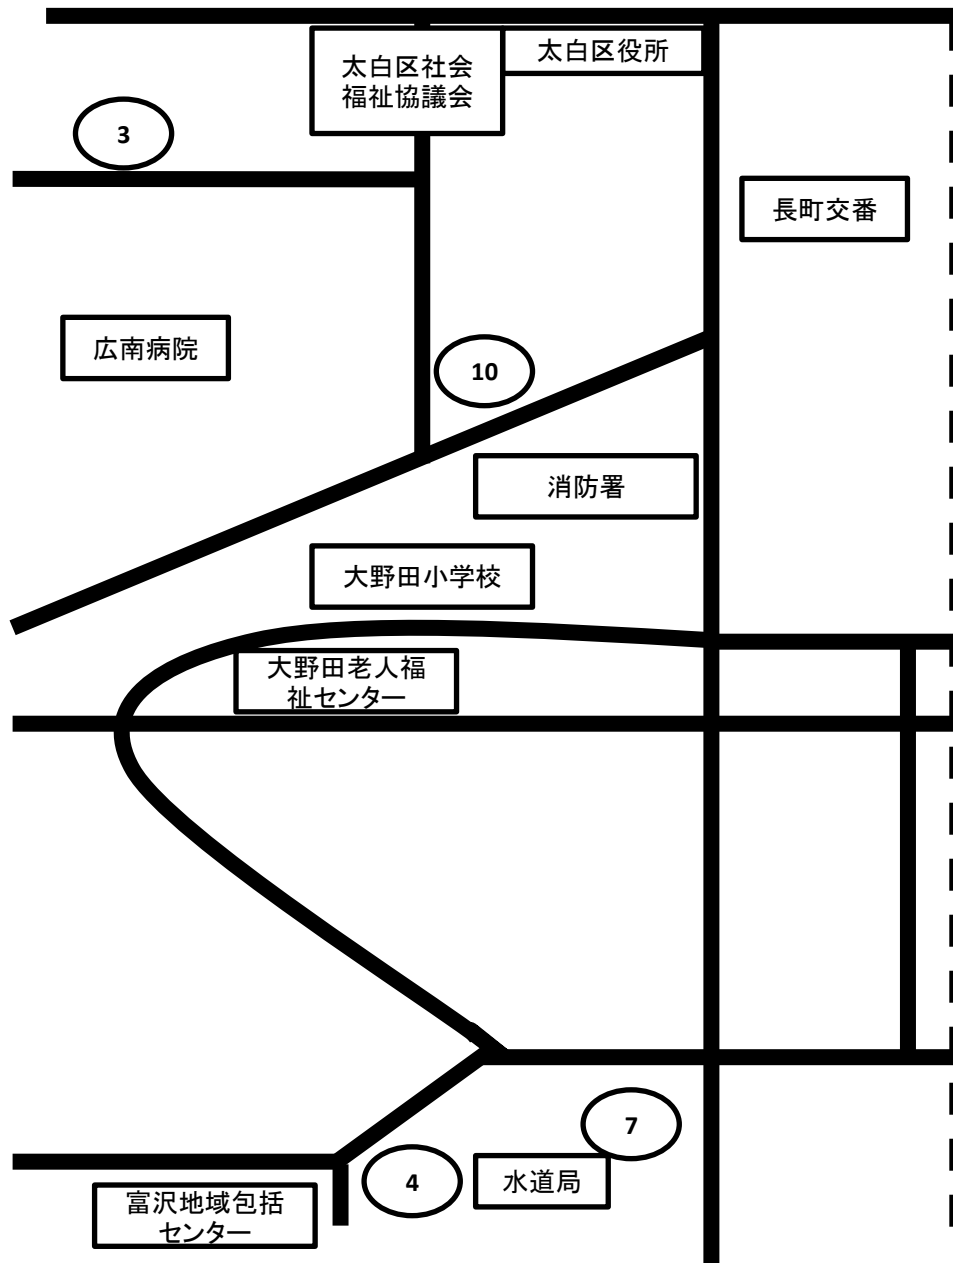 太白区社会
福祉協議会
太白区役所
3
長町交番
広南病院
10
消防署
大野田小学校
大野田老人福
祉センター
7
4
水道局
富沢地域包括
センター